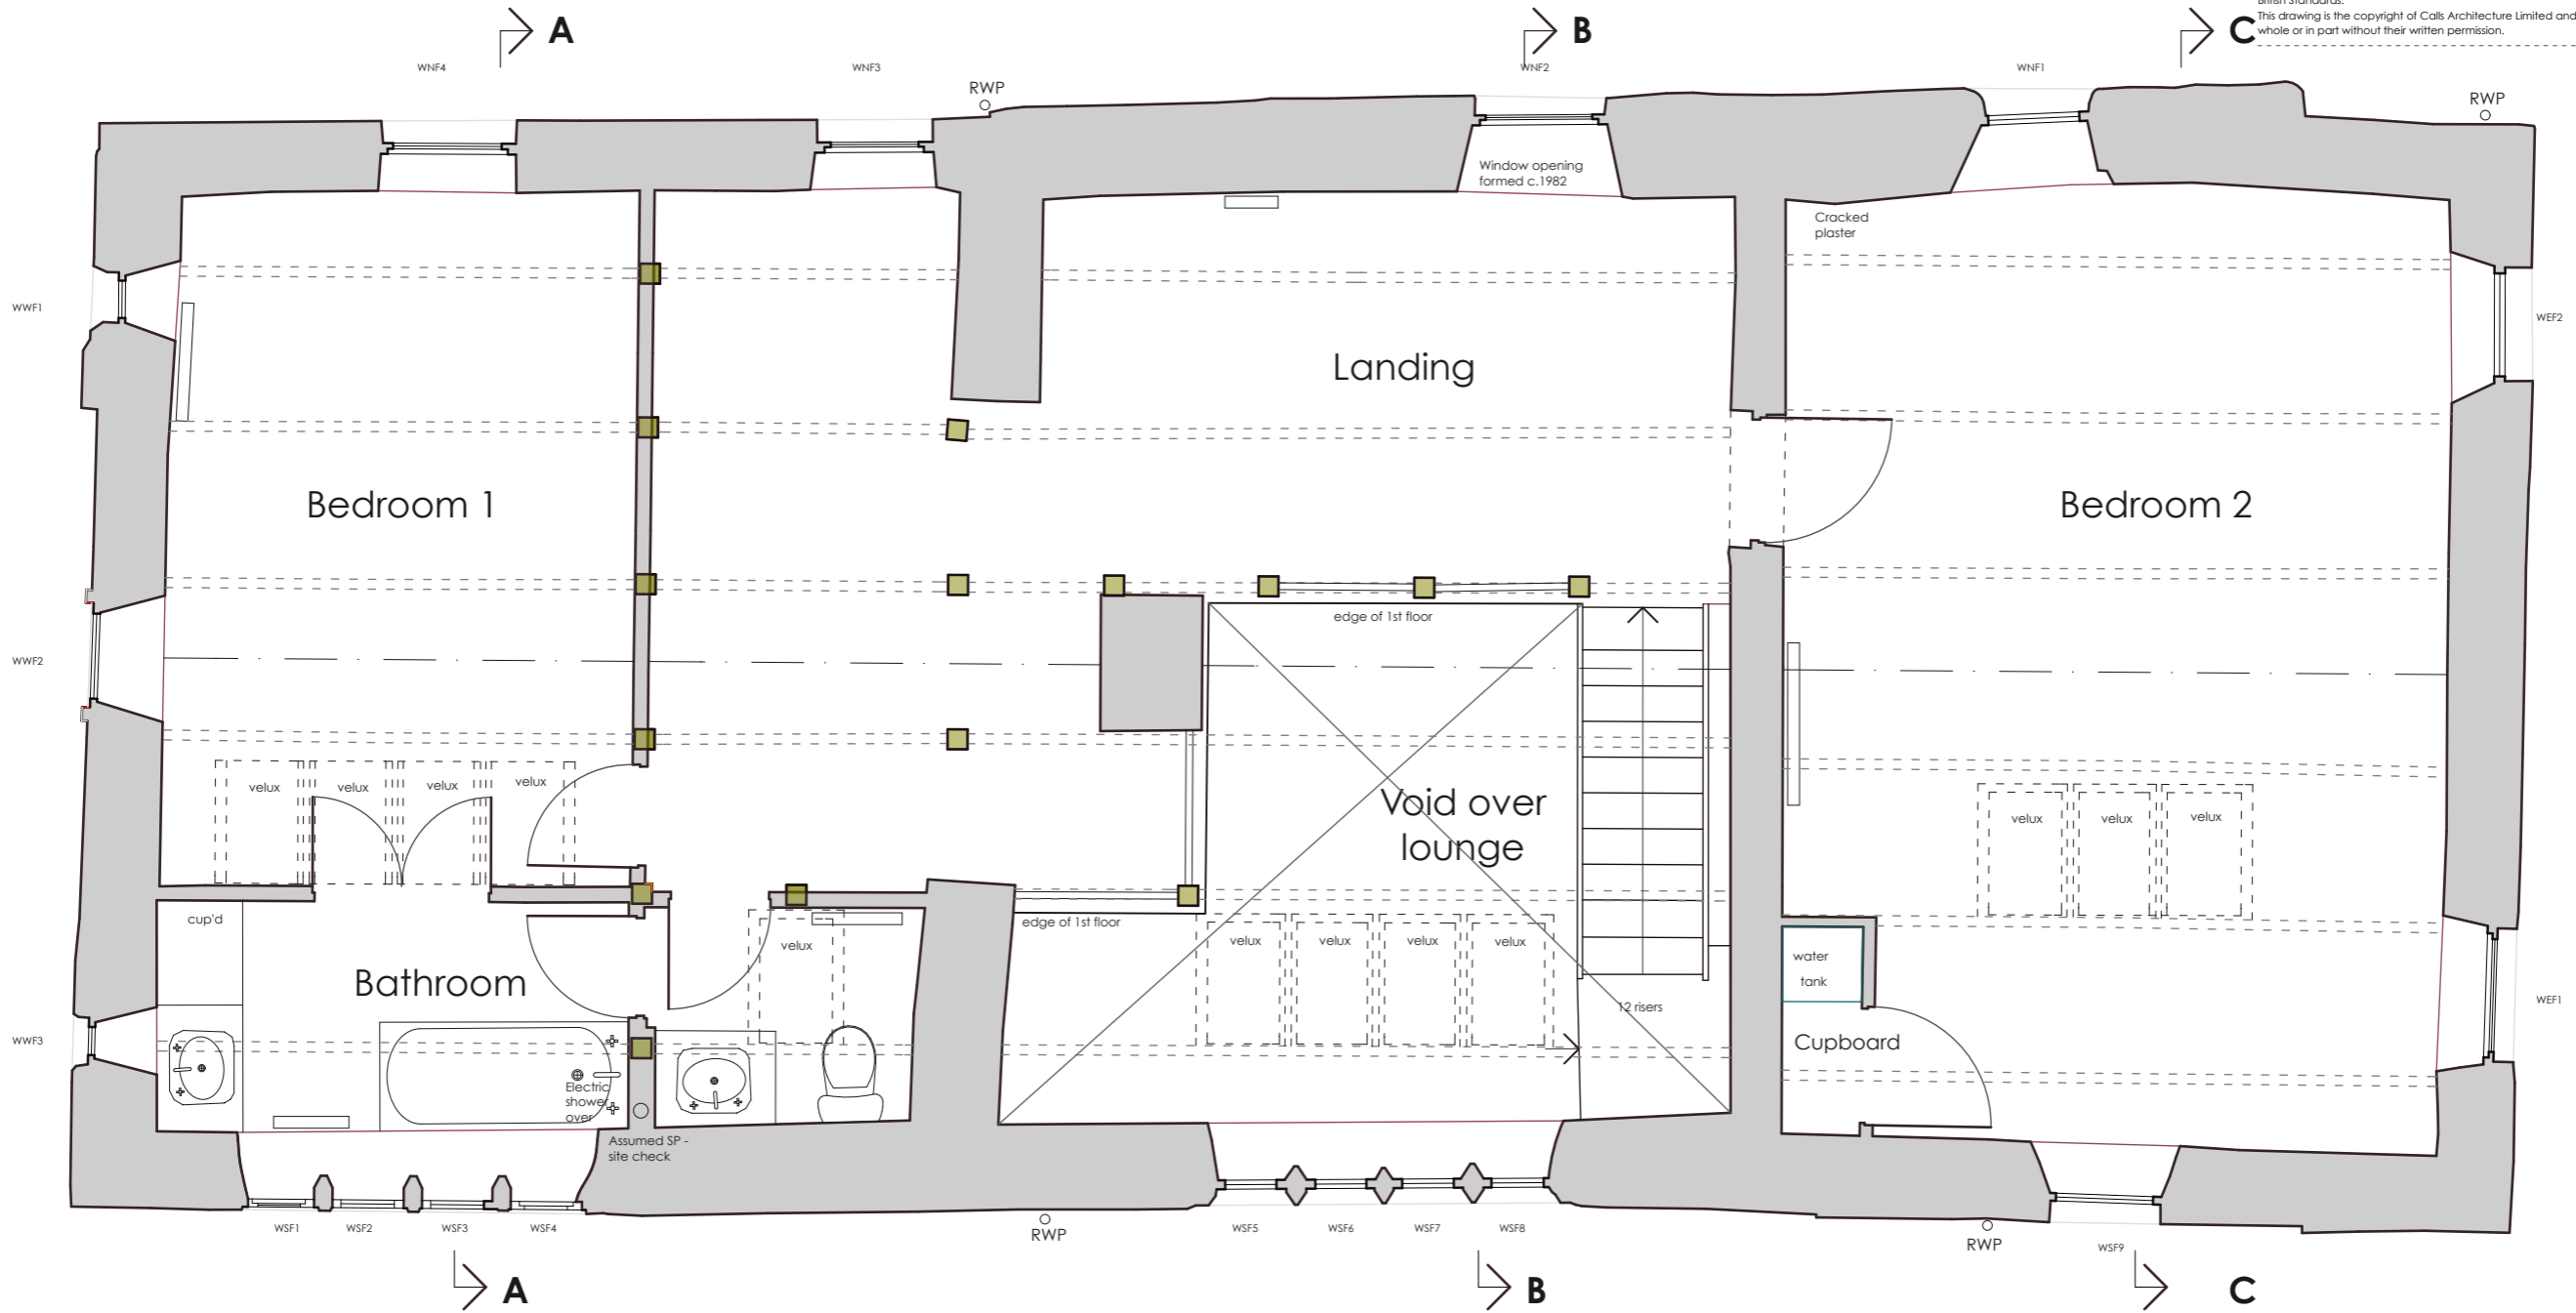 British Standards.
This drawing is the copyright of Calls Architecture Limited and
whole or in part without their written permission.
A
B
C
WNF4
WNF3
WNF2
WNF1
RWP
RWP
Window opening
formed c.1982
Cracked
plaster
WWF1
WEF2
Landing
Bedroom 1
Bedroom 2
edge of 1st floor
WWF2
velux
velux
velux
velux
Void over
lounge
velux
velux
velux
cup'd
edge of 1st floor
velux
velux
velux
velux
velux
water
tank
Bathroom
12 risers
WEF1
WWF3
Cupboard
Electric
shower
over
Assumed SP -
site check
WSF1
WSF2
WSF3
WSF4
RWP
WSF5
WSF6
WSF7
WSF8
RWP
WSF9
A
B
C